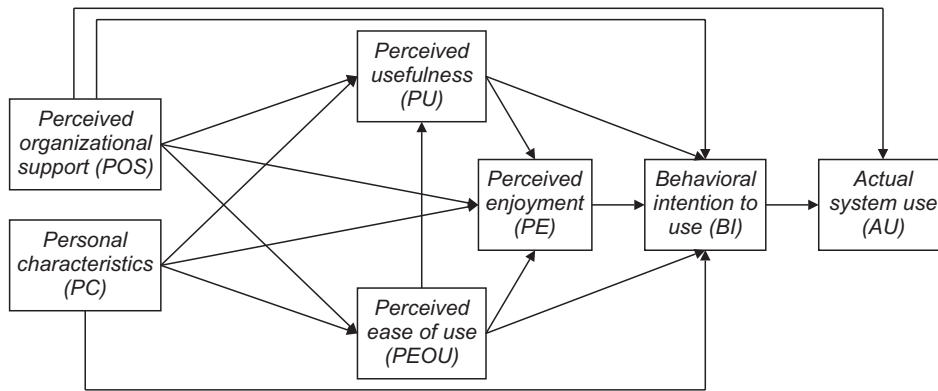 Perceived
usefulness
(PU)
Perceived
organizational
support (POS)
Perceived
enjoyment
(PE)
Behavioral
intention to
use (BI)
Actual
system use
(AU)
Personal
characteristics
(PC)
Perceived
ease of use
(PEOU)